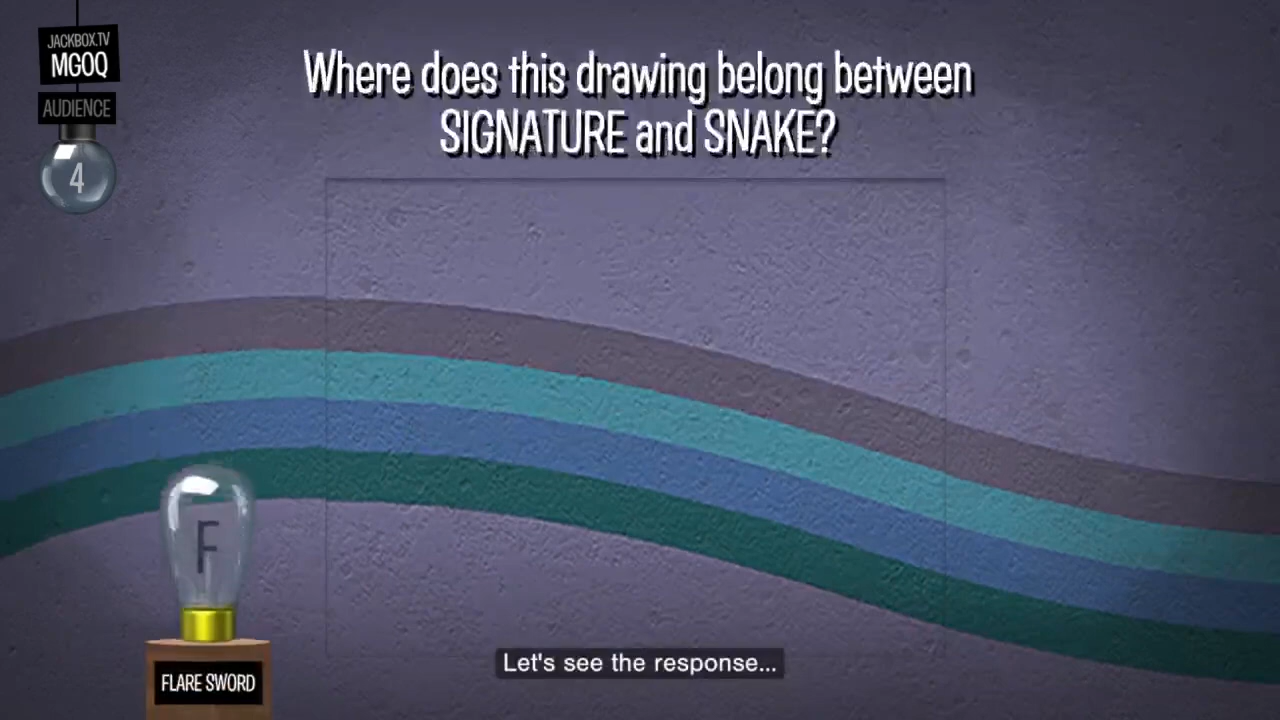 JACKBOX.TV
MGOQ
AUDIENCE
4
Where does this drawing belong between
SIGNATURE and SNAKE?
F
FLARE SWORD
Let's see the response...